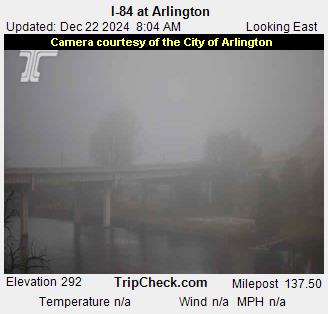 I-84 at Arlington
Updated: Dec 22 2024 8:04 AM Looking East
Camera courtesy of the City of Arlington
Elevation 292 TripCheck.com Milepost 137.50
Temperature n/a Wind n/a MPH n/a